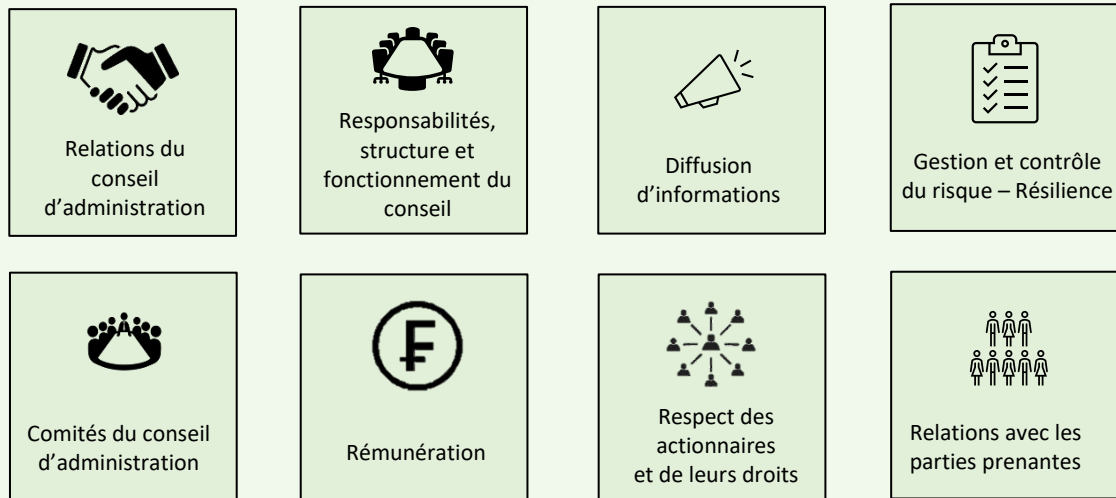 Relations du
conseil
d’administration
Responsabilités,
structure et
fonctionnement du
conseil
Diffusion
d’informations
Gestion et contrôle
du risque – Résilience
Comités du conseil
d’administration
Rémunération
Respect des
actionnaires
et de leurs droits
Relations avec les
parties prenantes